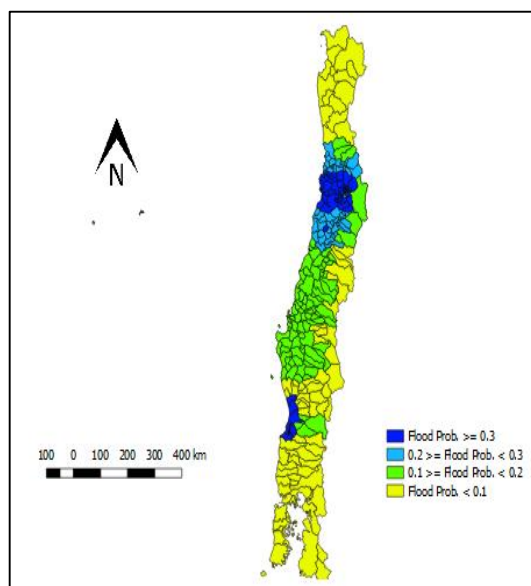 N
100 0 100 200 300 400 km
Flood Prob. >= 0.3
0.2 >= Flood Prob. < 0.3
0.1 >= Flood Prob. < 0.2
Flood Prob. < 0.1